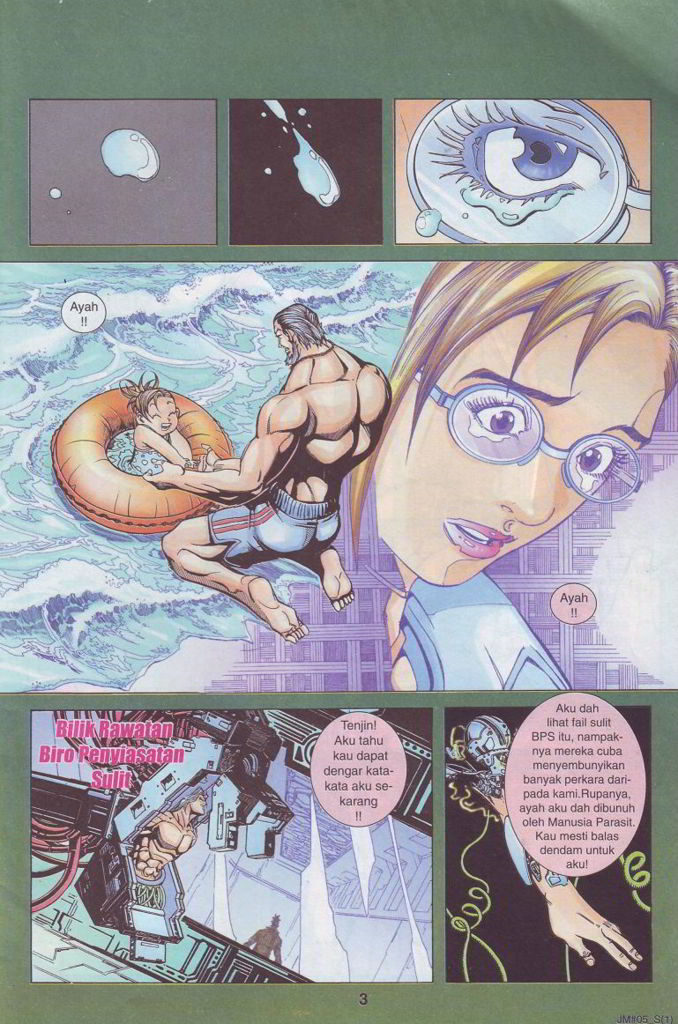 Ayah
!!
Ayah
!!
Bilik Rawatan
Biro Penyiasatan
Sulit
Tenjin!
Aku tahu
kau dapat
dengar kata-
kata aku se-
karang
!!
Aku dah
lihat fail sulit
BPS itu, nampak-
nya mereka cuba
menyembunyikan
banyak perkara dari-
pada kami.Rupanya,
ayah aku dah dibunuh
oleh Manusia Parasit.
Kau mesti balas
dendam untuk
aku!
3
JM#05_S(1)